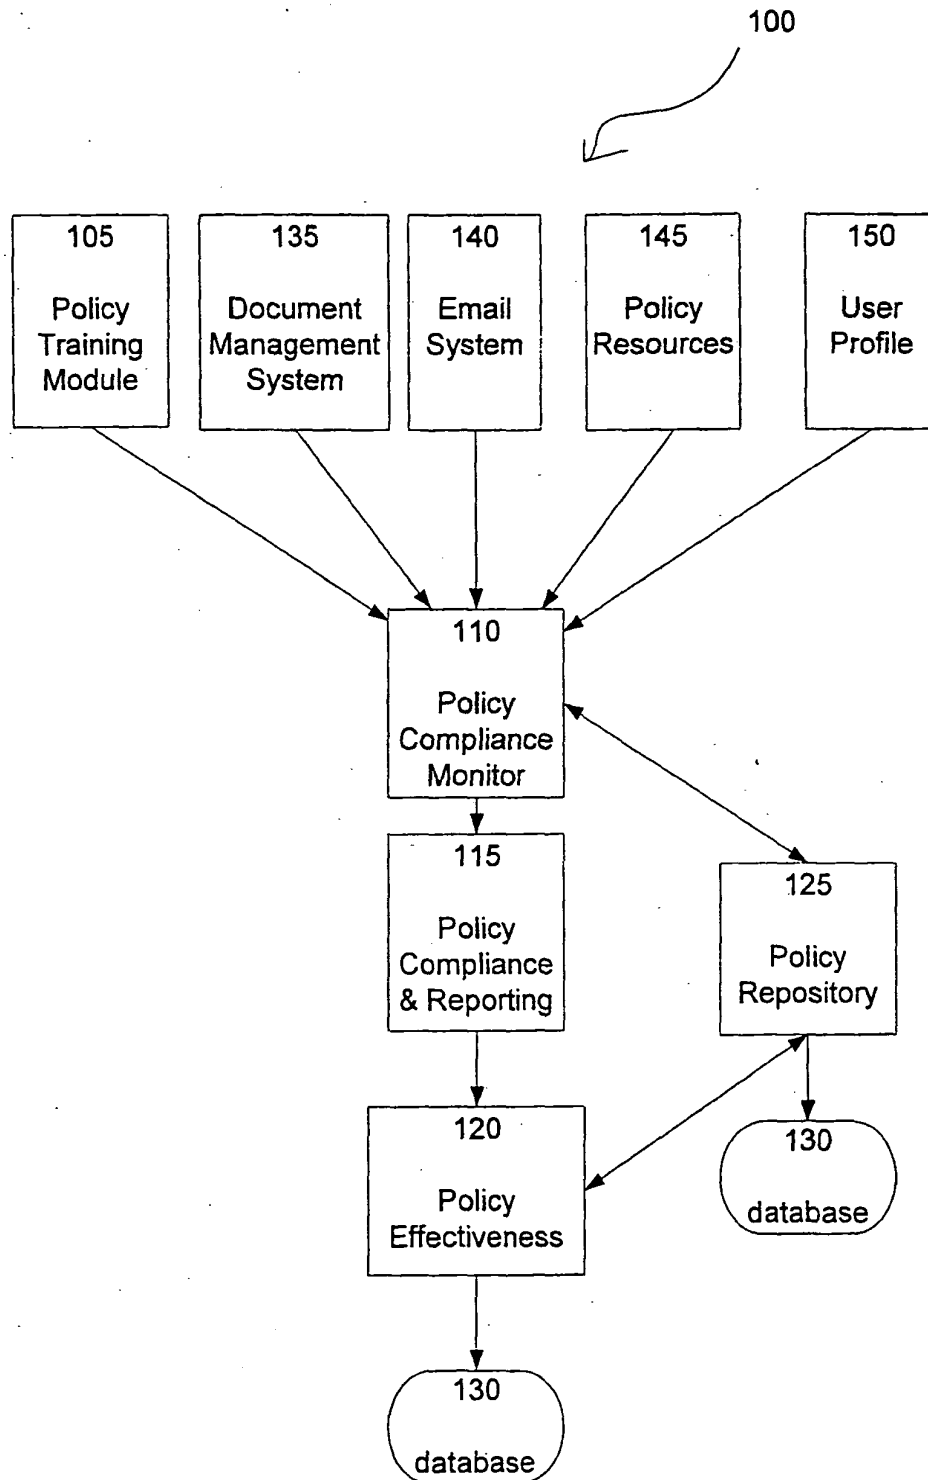 100
105
Policy
Training
Module
135
Document
Management
System
140
Email
System
145
Policy
Resources
150
User
Profile
110
Policy
Compliance
Monitor
115
Policy
Compliance
& Reporting
125
Policy
Repository
120
Policy
Effectiveness
130
database
130
database